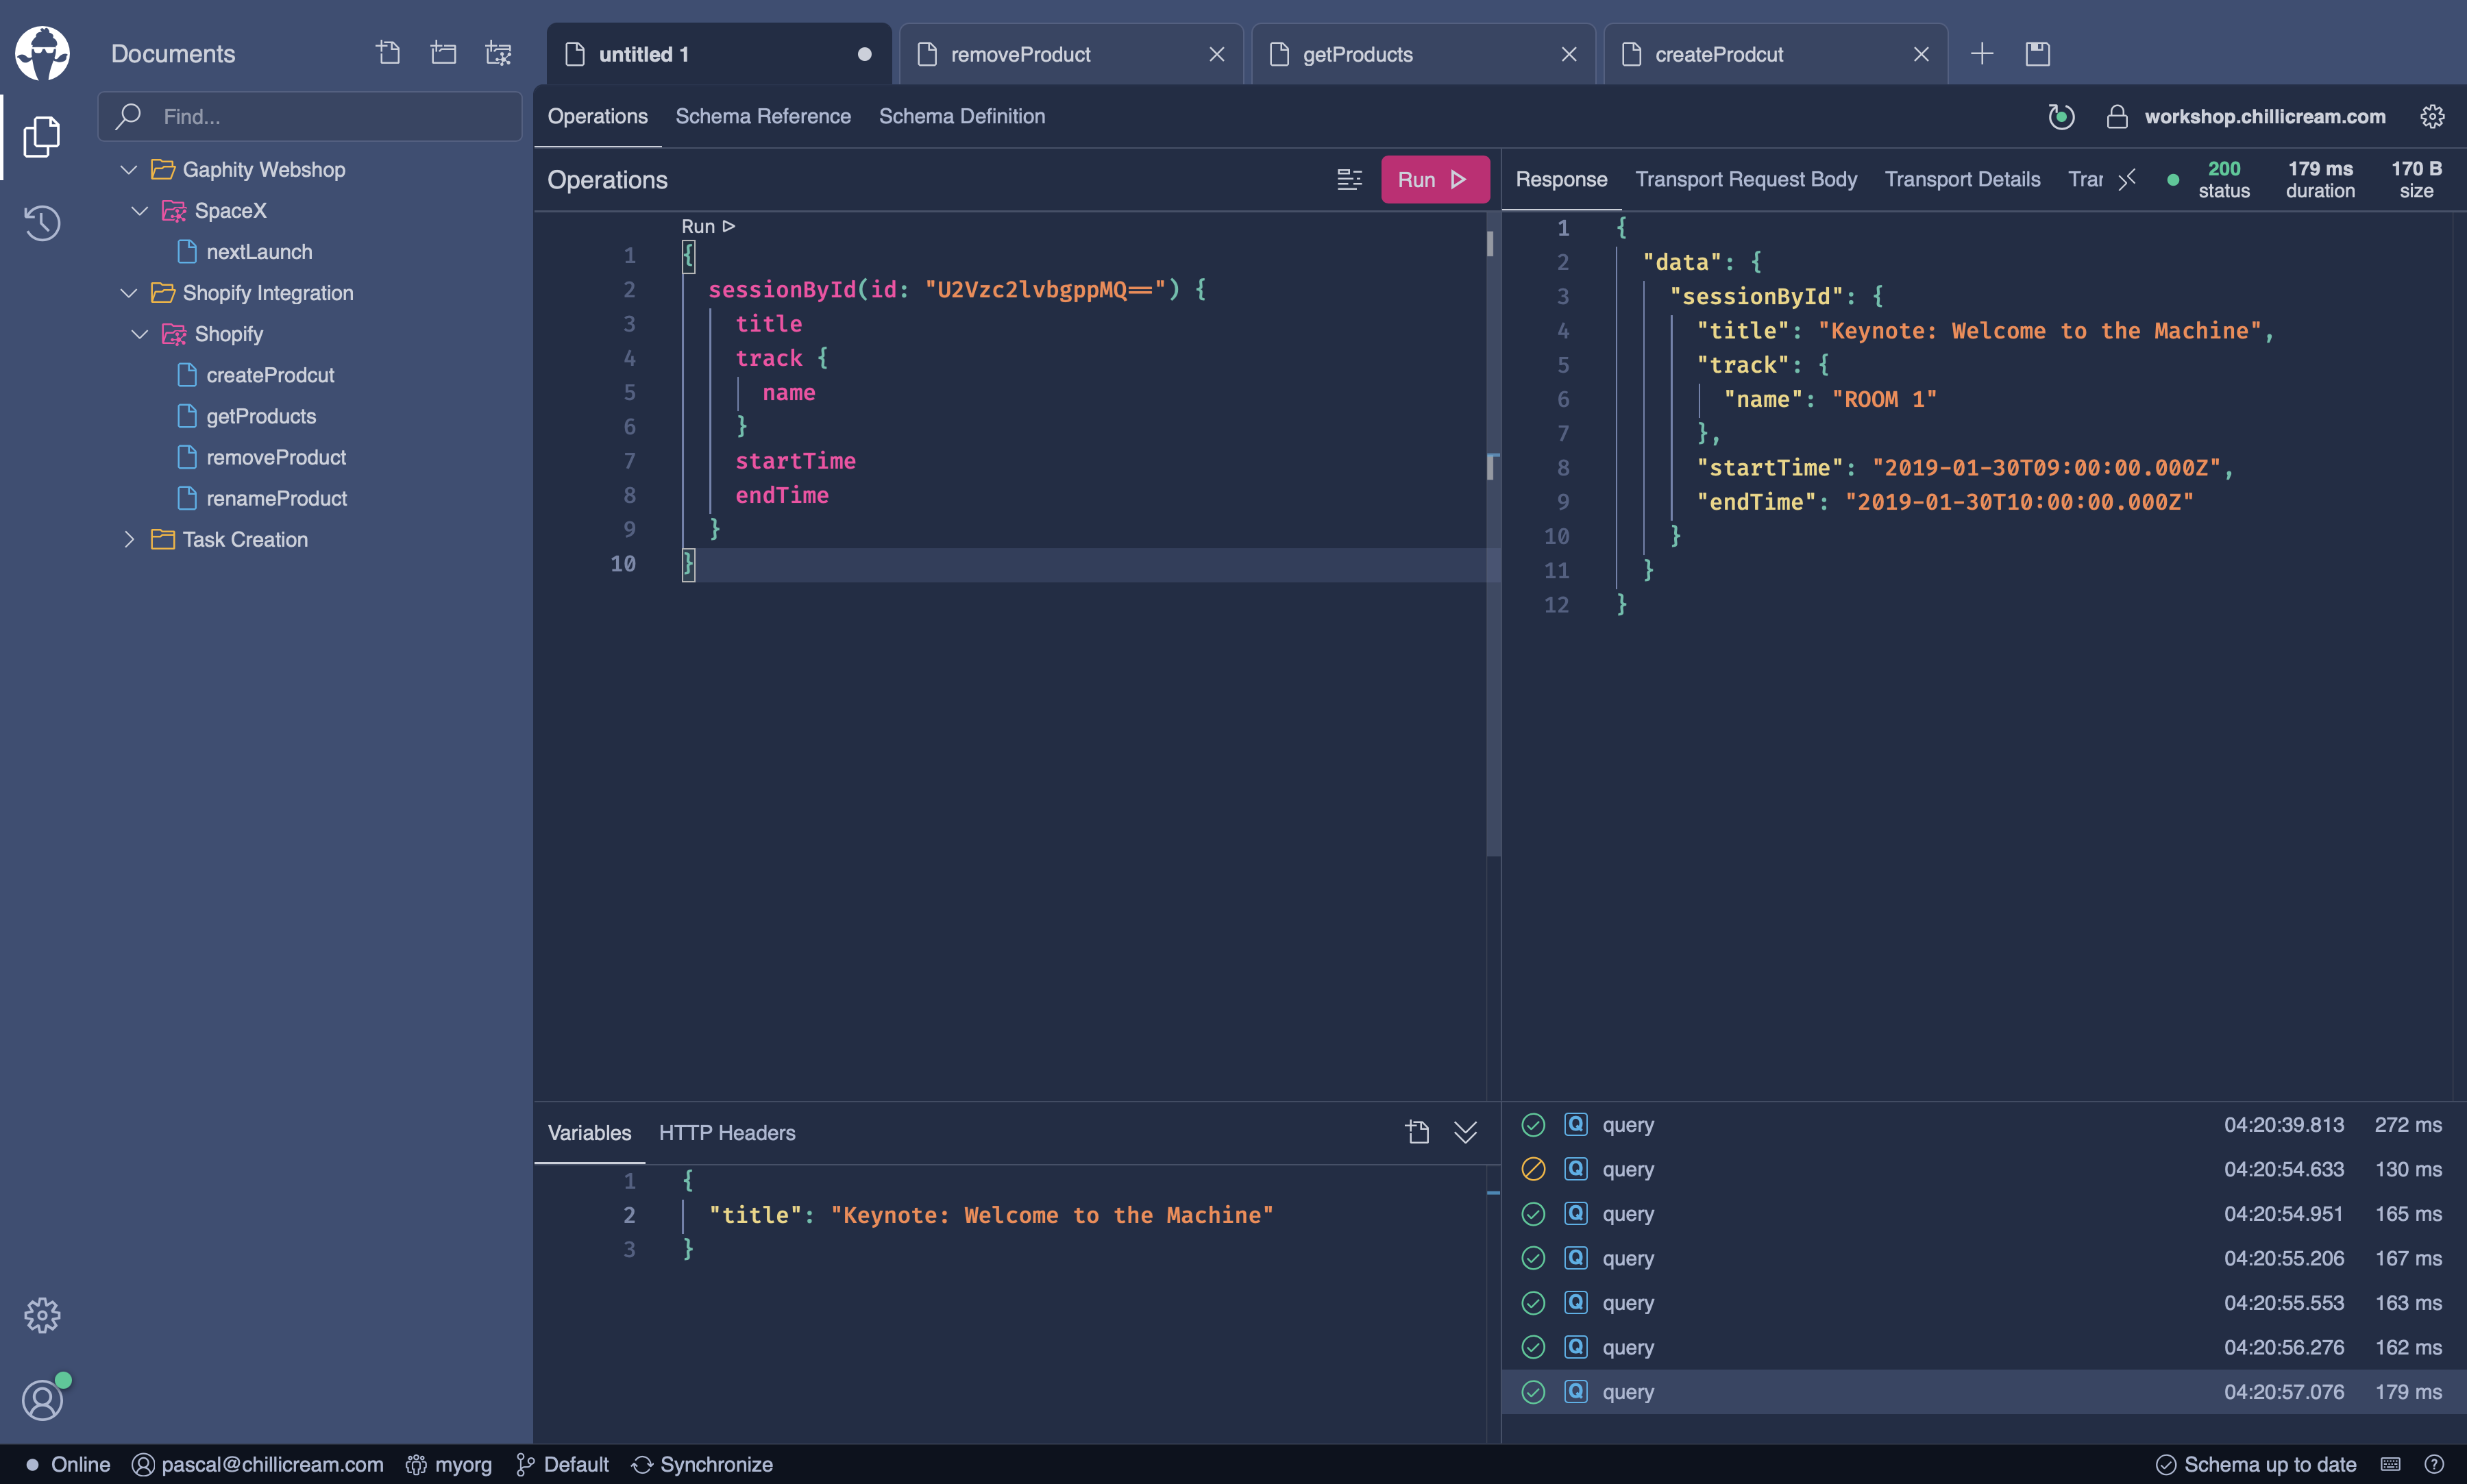 Documents
Find...
Gaphity Webshop
SpaceX
nextLaunch
Shopify Integration
Shopify
createProdcut
getProducts
removeProduct
renameProduct
Task Creation
untitled 1
removeProduct
getProducts
createProdcut
Operations
Schema Reference
Schema Definition
workshop.chillicream.com
Operations
Run
Run
1 {
2 sessionById(id: "U2Vzc2lvbgppMQ==") {
3 title
4 track {
5 name
6 }
7 startTime
8 endTime
9 }
10 }
Response
Transport Request Body
Transport Details
Trar
200 status
179 ms duration
170 B size
1 {
2 "data": {
3 "sessionById": {
4 "title": "Keynote: Welcome to the Machine",
5 "track": {
6 "name": "ROOM 1"
7 },
8 "startTime": "2019-01-30T09:00:00.000Z",
9 "endTime": "2019-01-30T10:00:00.000Z"
10 }
11 }
12 }
Variables
HTTP Headers
1 {
2 "title": "Keynote: Welcome to the Machine"
3 }
Q query 04:20:39.813 272 ms
Q query 04:20:54.633 130 ms
Q query 04:20:54.951 165 ms
Q query 04:20:55.206 167 ms
Q query 04:20:55.553 163 ms
Q query 04:20:56.276 162 ms
Q query 04:20:57.076 179 ms
Online
pascal@chillicream.com
myorg
Default
Synchronize
Schema up to date